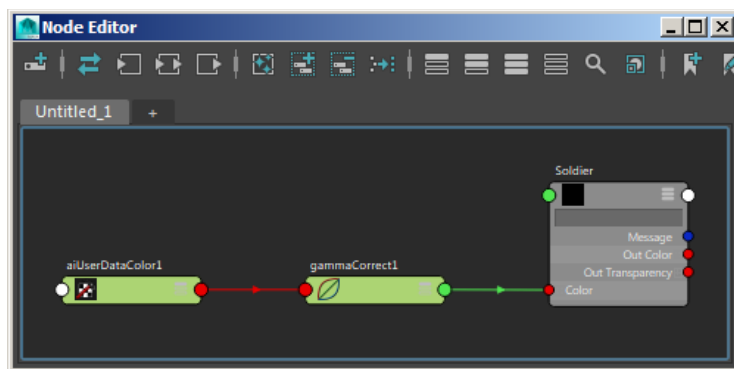 Node Editor
Untitled_1
+
Soldier
Message
Out Color
Out Transparency
Color
aiUserDataColor1
gammaCorrect1